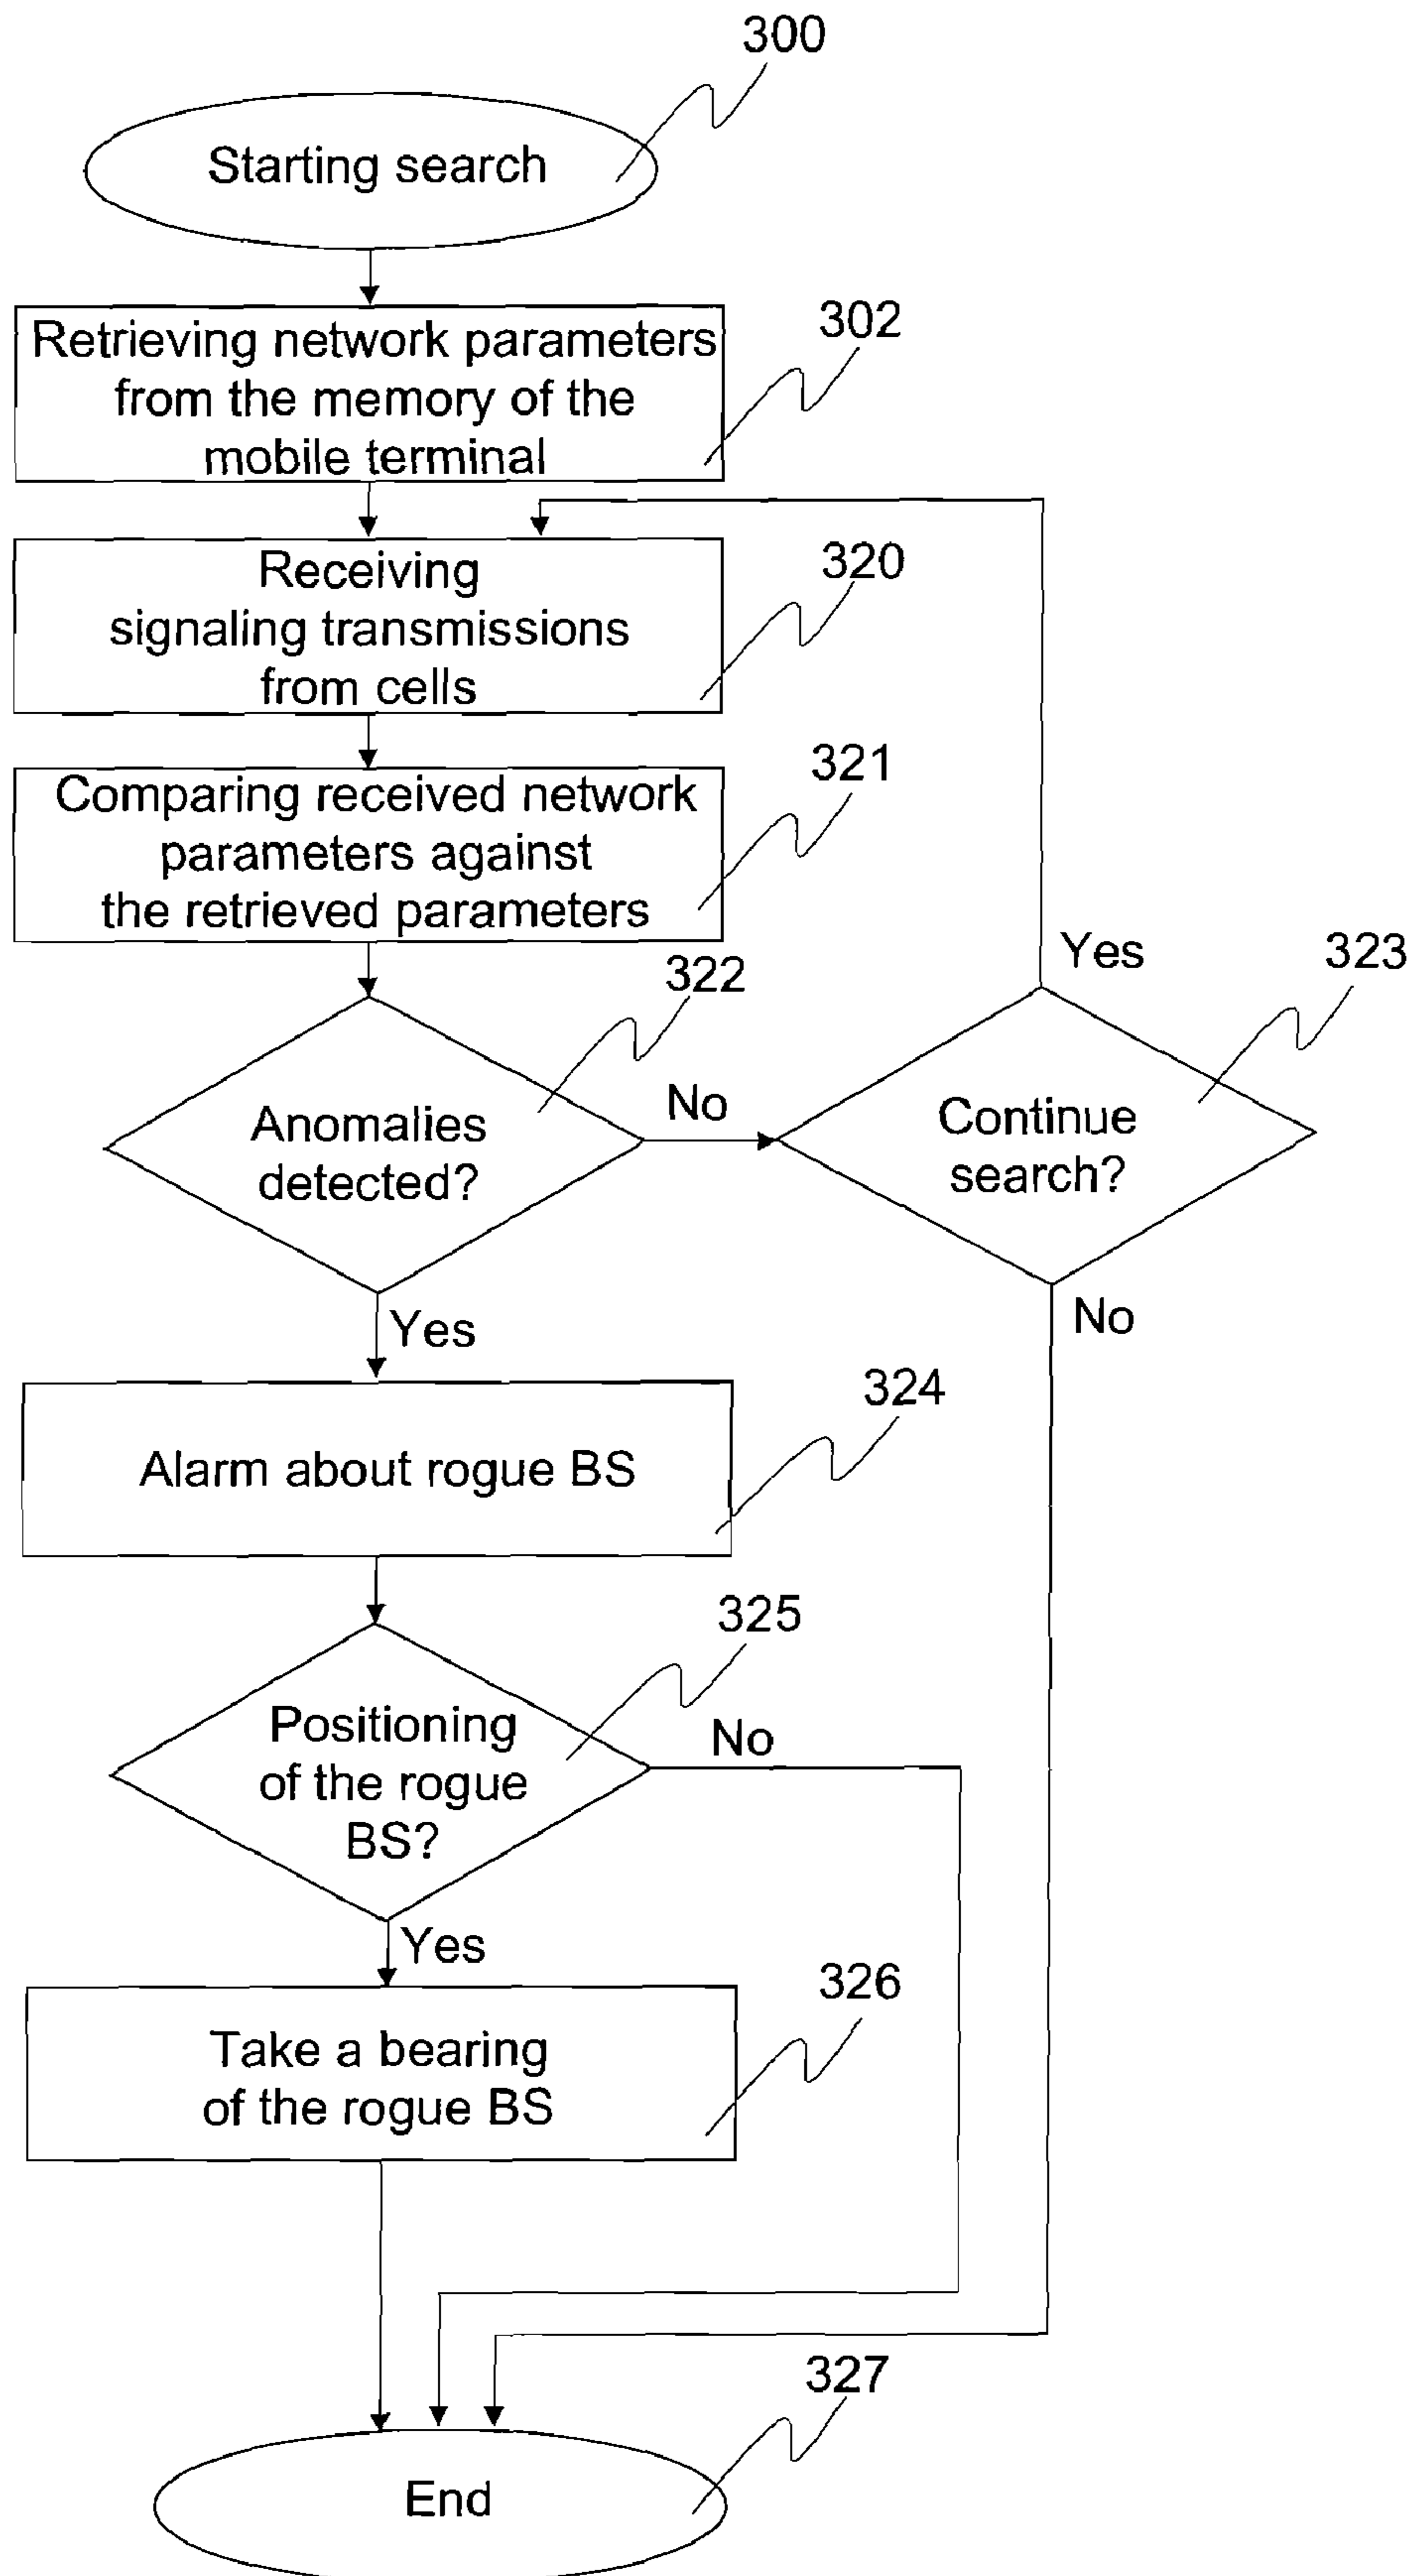 300
Starting search
302
Retrieving network parameters
from the memory of the
mobile terminal
320
Receiving
signaling transmissions
from cells
321
Comparing received network
parameters against
the retrieved parameters
322
Anomalies
detected?
No
Yes
323
Continue
search?
Yes
No
324
Alarm about rogue BS
325
Positioning
of the rogue
BS?
No
Yes
326
Take a bearing
of the rogue BS
327
End